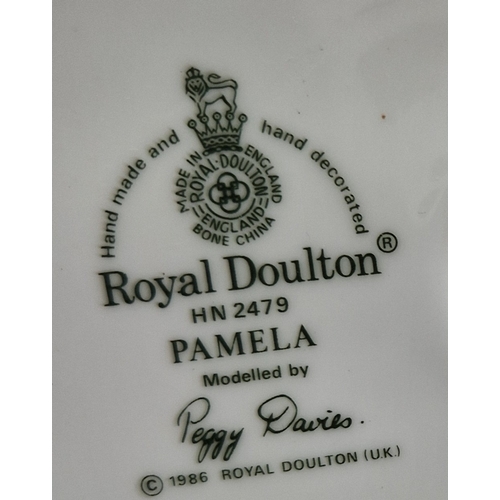 Hand made and hand decorated
MADE IN ENGLAND
ROYAL·DOULTON
ENGLAND
BONE CHINA
Royal Doulton®
HN 2479
PAMELA
Modelled by
Peggy Davies.
© 1986 ROYAL DOULTON (U.K.)